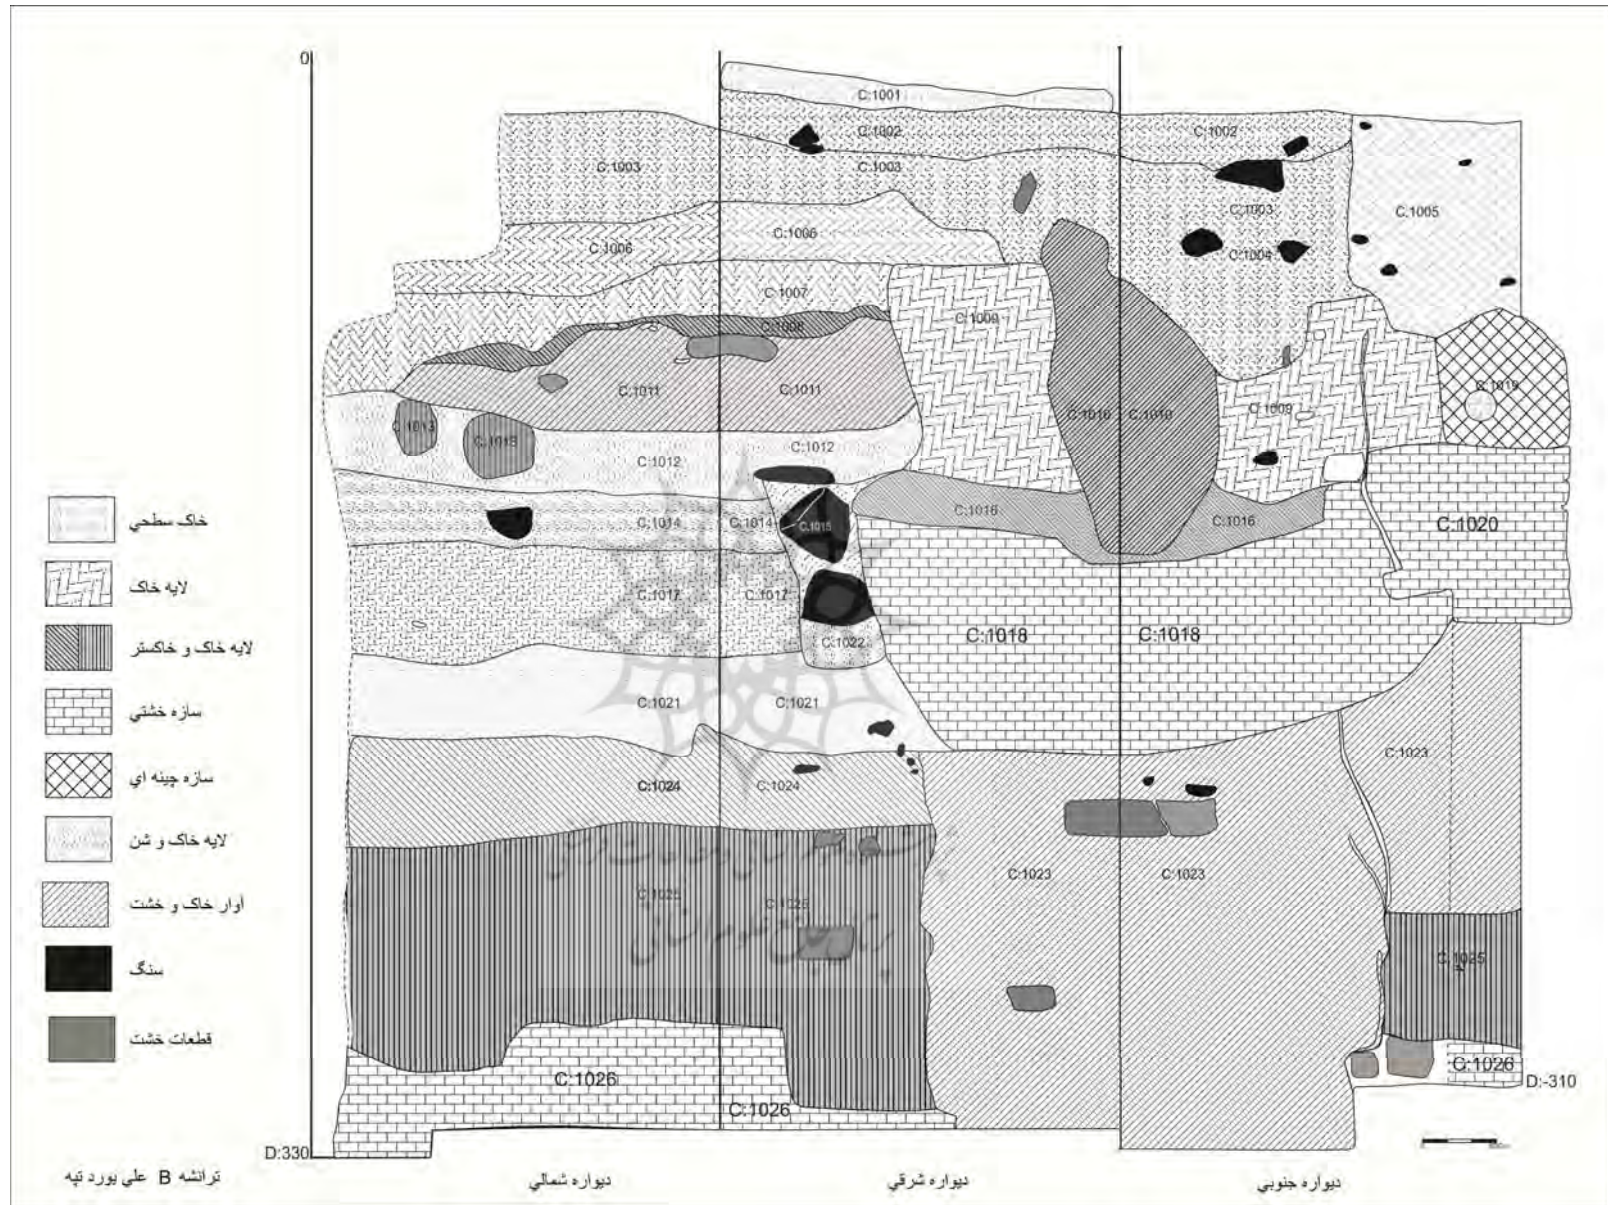 0
C:1001
C:1002
C:1002
C:1003
C:1003
C:1003
C:1004
C:1005
C:1006
C:1006
C:1007
C:1008
C:1009
C:1009
C:1010
C:1010
C:1011
C:1011
C:1012
C:1012
C:1013
C:1013
C:1014
C:1014
C:1015
C:1016
C:1016
C:1017
C:1017
C:1018
C:1018
C:1019
C:1020
C:1021
C:1021
C:1022
C:1023
C:1023
C:1023
C:1024
C:1024
C:1025
C:1025
C:1025
C:1026
C:1026
C:1026
D:-310
D:330
خاک سطحي
لايه خاک
لايه خاک و خاکستر
سازه خشتي
سازه چينه اي
لايه خاک و شن
آوار خاک و خشت
سنگ
قطعات خشت
ديواره شمالي
ديواره شرقي
ديواره جنوبي
ترانشه B علي يورد تپه